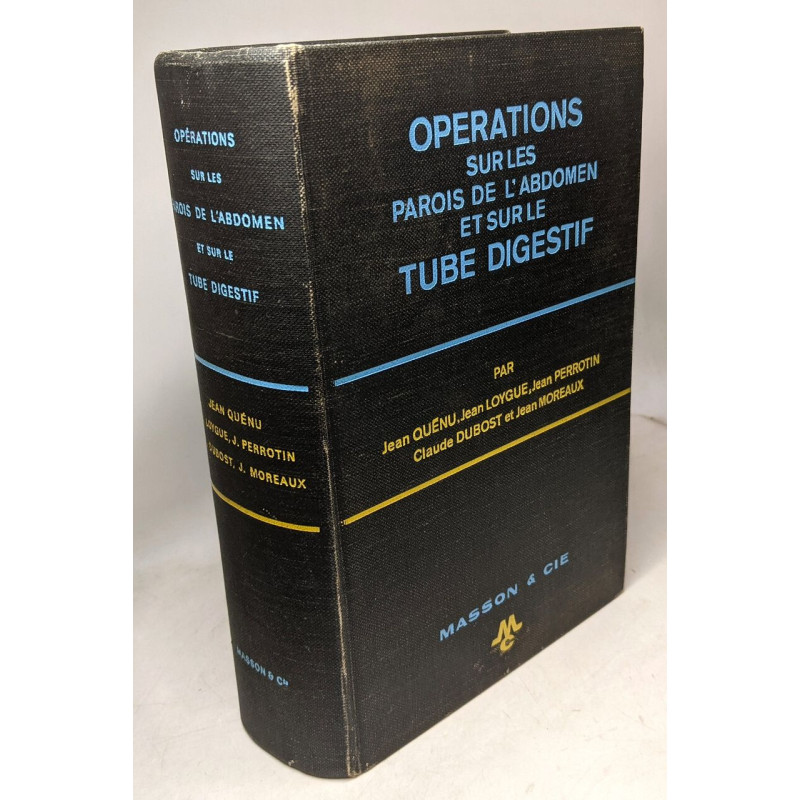 OPÉRATIONS
SUR LES
PAROIS DE L'ABDOMEN
ET SUR LE
TUBE DIGESTIF
JEAN QUÉNU
LOYGUE, J. PERROTIN
DUBOST, J. MOREAUX
MASSON & Cie
OPERATIONS
SUR LES
PAROIS DE L'ABDOMEN
ET SUR LE
TUBE DIGESTIF
PAR
Jean QUÉNU, Jean LOYGUE, Jean PERROTIN
Claude DUBOST et Jean MOREAUX
MASSON & CIE
MC